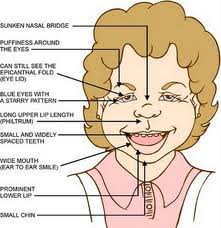 SUNKEN NASAL BRIDGE
PUFFINESS AROUND
THE EYES
CAN STILL SEE THE
EPICANTHAL FOLD
(EYE LID)
BLUE EYES WITH
A STARRY PATTERN
LONG UPPER LIP LENGTH
(PHILTRUM)
SMALL AND WIDELY
SPACED TEETH
WIDE MOUTH
(EAR TO EAR SMILE)
PROMINENT
LOWER LIP
SMALL CHIN